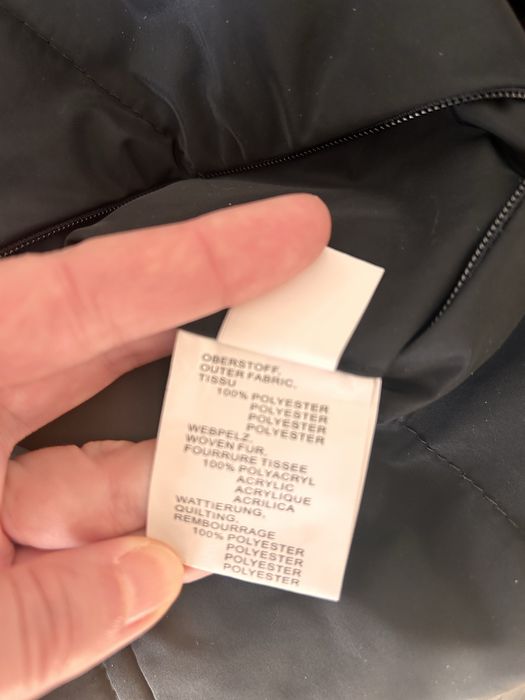 OBERSTOFF,
OUTER FABRIC,
TISSU
100% POLYESTER
POLYESTER
POLYESTER
POLYESTER
WEBPELZ,
WOVEN FUR,
FOURRURE TISSEE
100% POLYACRYL
ACRYLIC
ACRYLIQUE
ACRILICA
WATTIERUNG,
QUILTING,
REMBOURRAGE
100% POLYESTER
POLYESTER
POLYESTER
POLYESTER